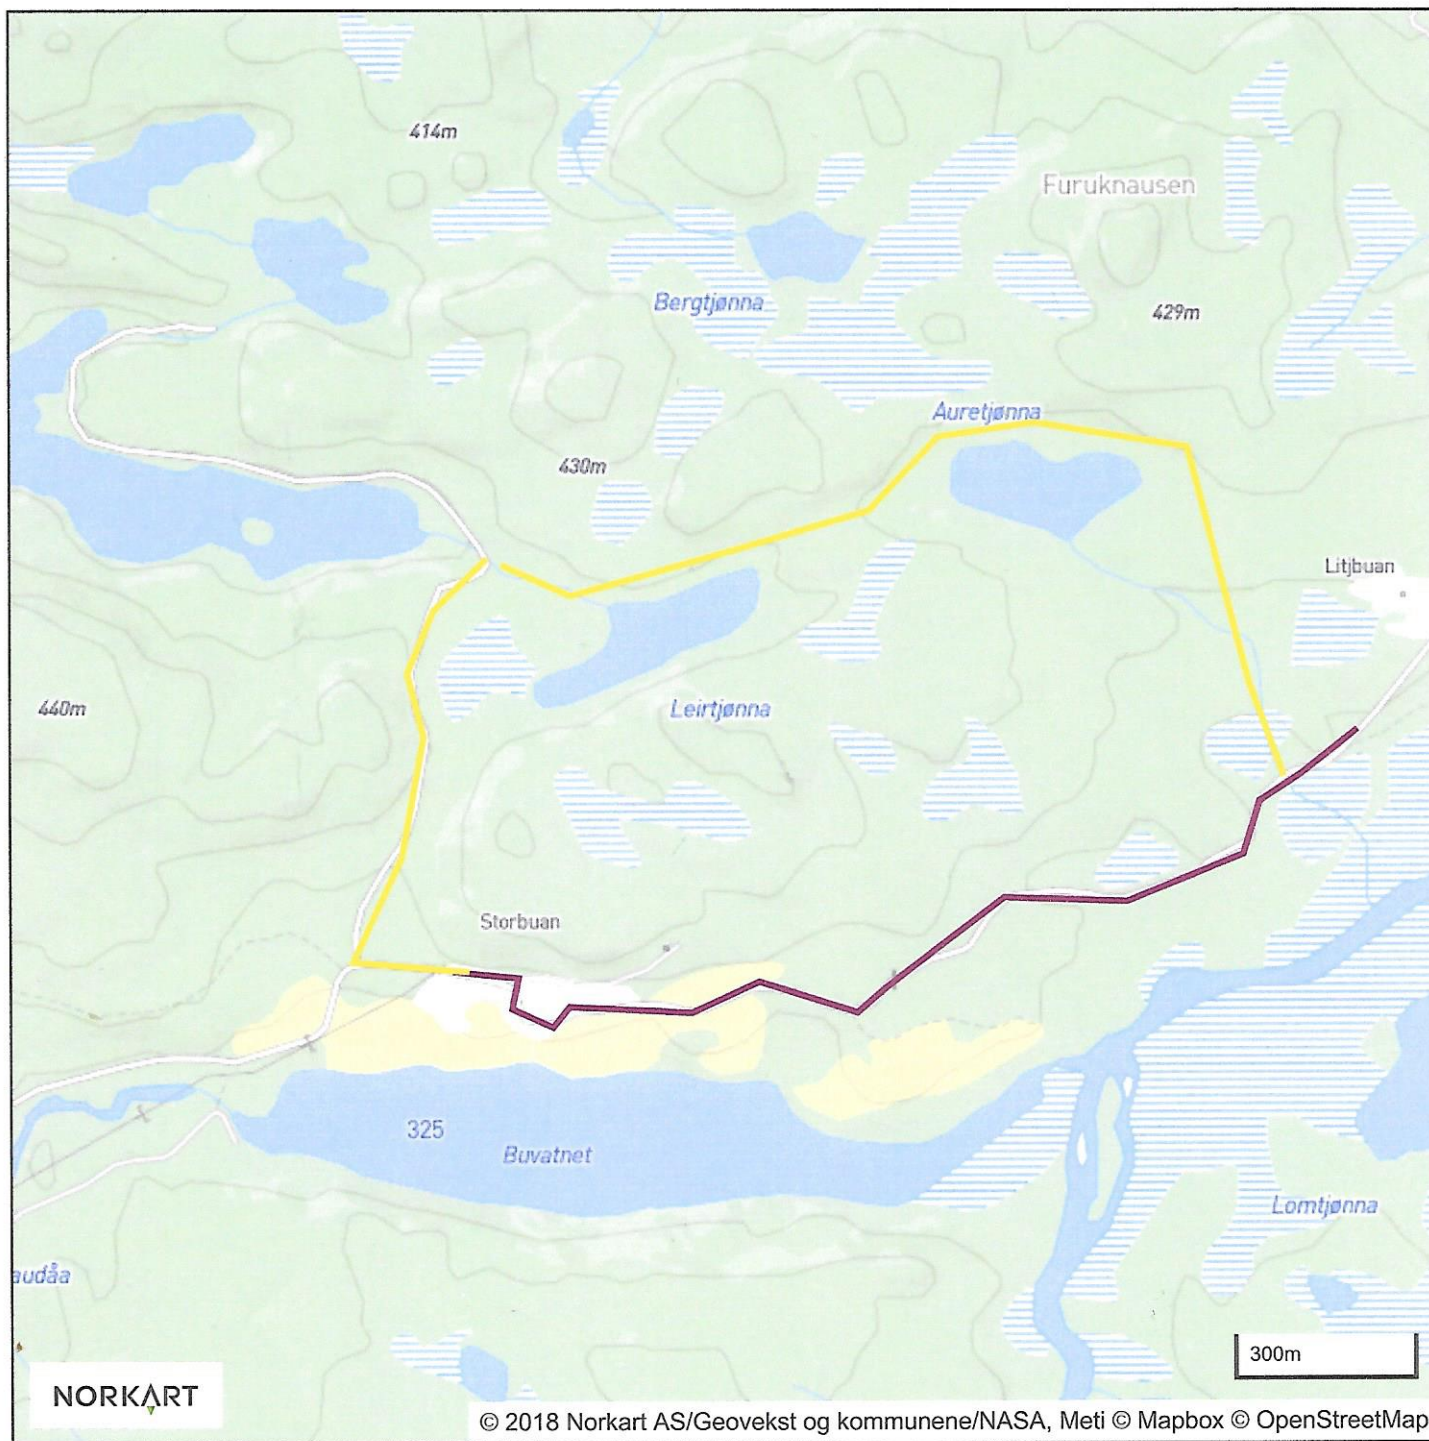 414m
Furuknausen
Bergtjønna
429m
Auretjønna
430m
Litjbuan
440m
Leirtjønna
Storbuan
325
Buvatnet
Lomtjønna
audåa
300m
NORKART
© 2018 Norkart AS/Geovekst og kommunene/NASA, Meti © Mapbox © OpenStreetMap